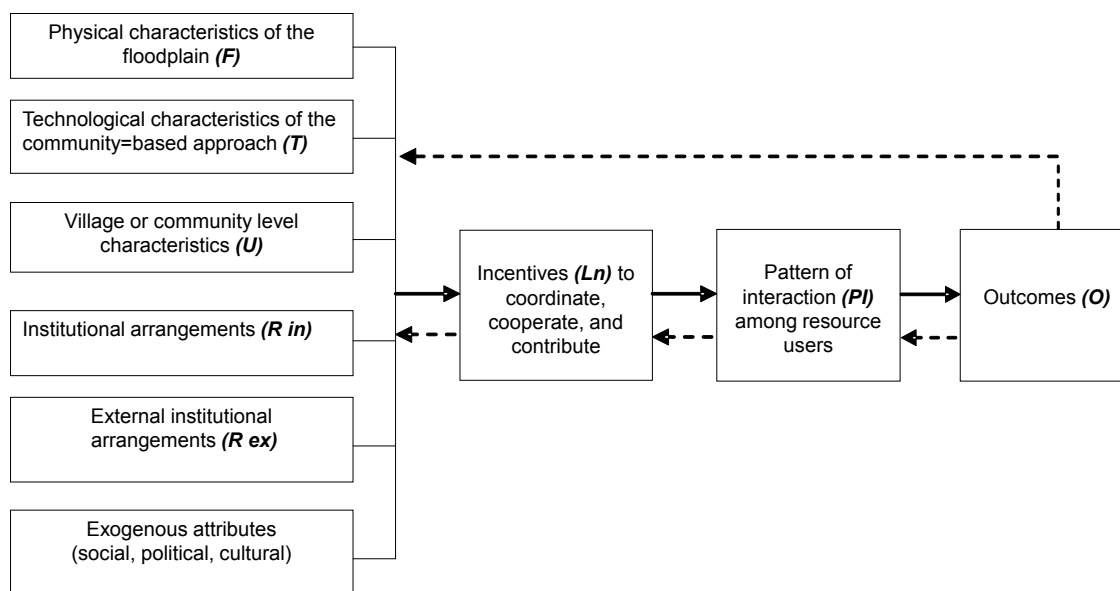 Physical characteristics of the
floodplain (F)
Technological characteristics of the
community=based approach (T)
Village or community level
characteristics (U)
Institutional arrangements (R in)
External institutional
arrangements (R ex)
Exogenous attributes
(social, political, cultural)
Incentives (Ln) to
coordinate,
cooperate, and
contribute
Pattern of
interaction (PI)
among resource
users
Outcomes (O)